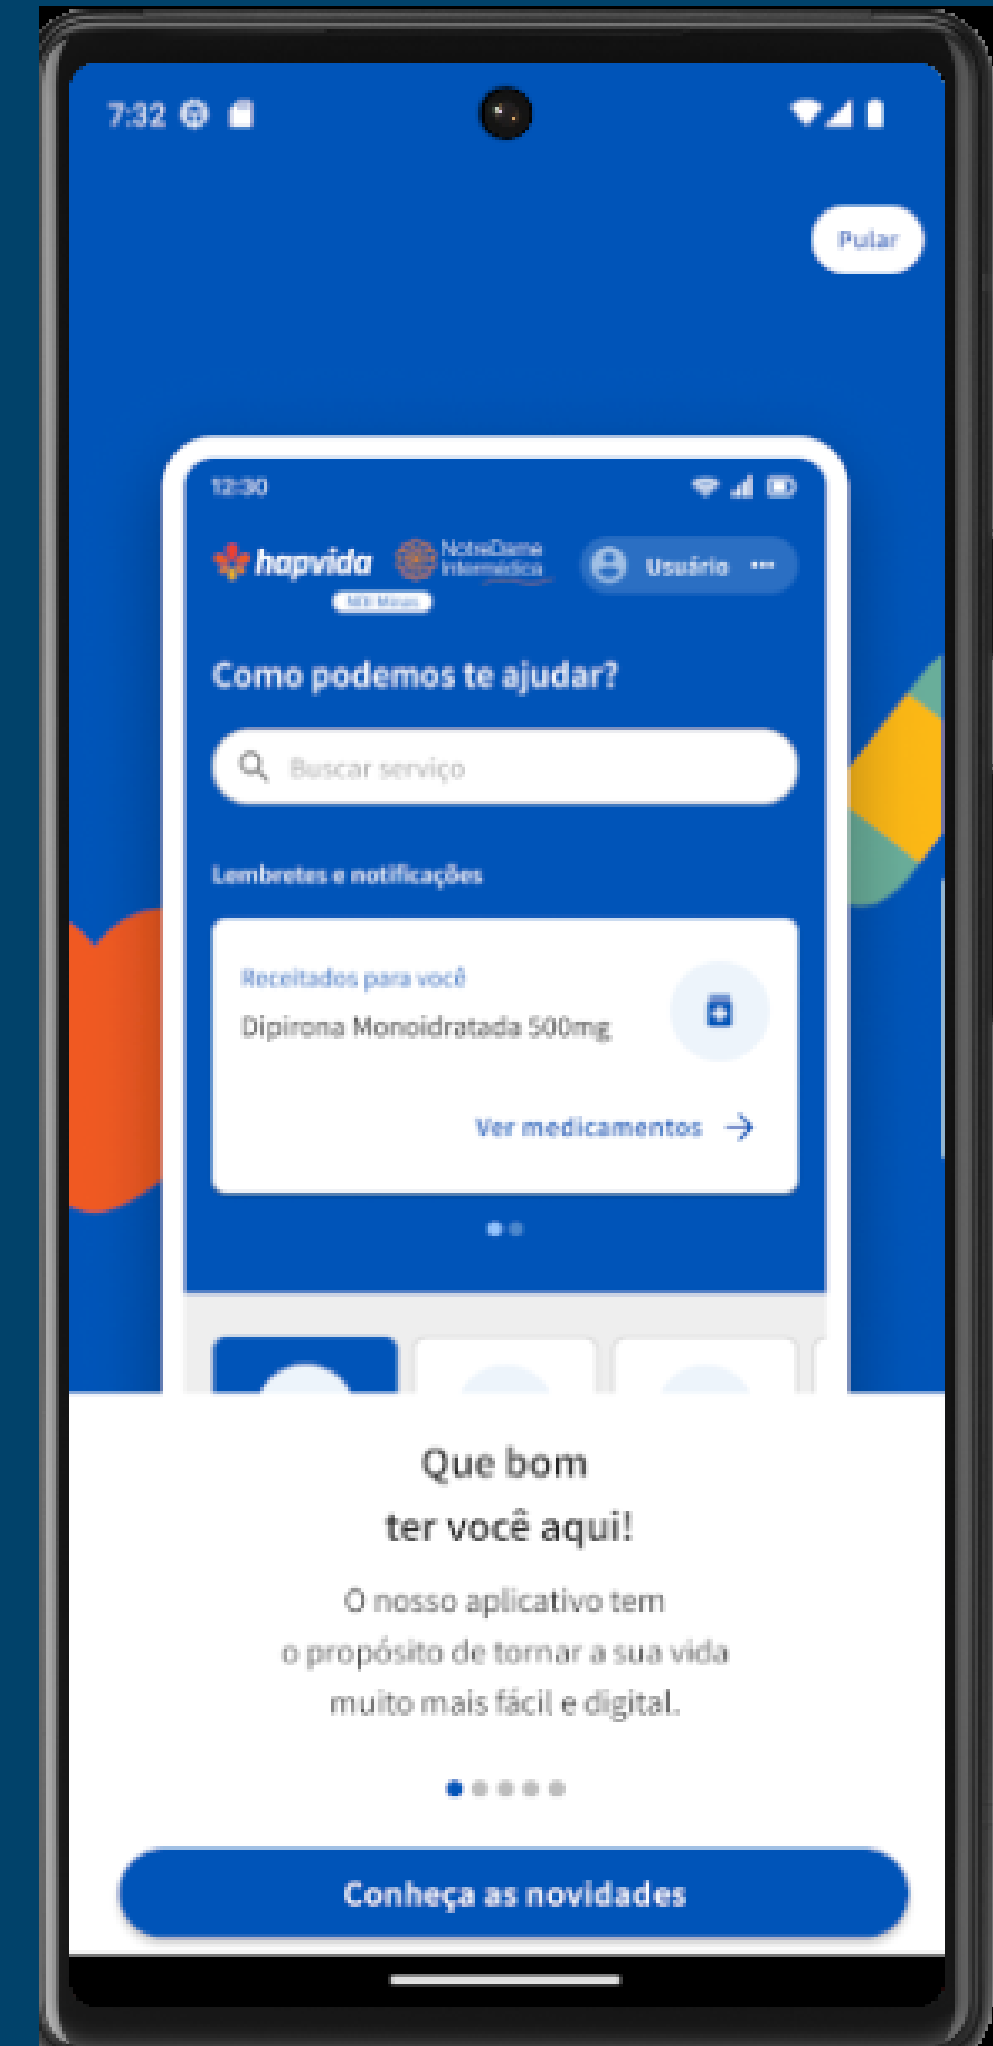 7:32
Pular
12:30
hapvida
NotreDame
Intermédica
Usuário ...
NDI Minas
Como podemos te ajudar?
Buscar serviço
Lembretes e notificações
Receitados para você
Dipirona Monoidratada 500mg
Ver medicamentos →
Que bom
ter você aqui!
O nosso aplicativo tem
o propósito de tornar a sua vida
muito mais fácil e digital.
Conheça as novidades